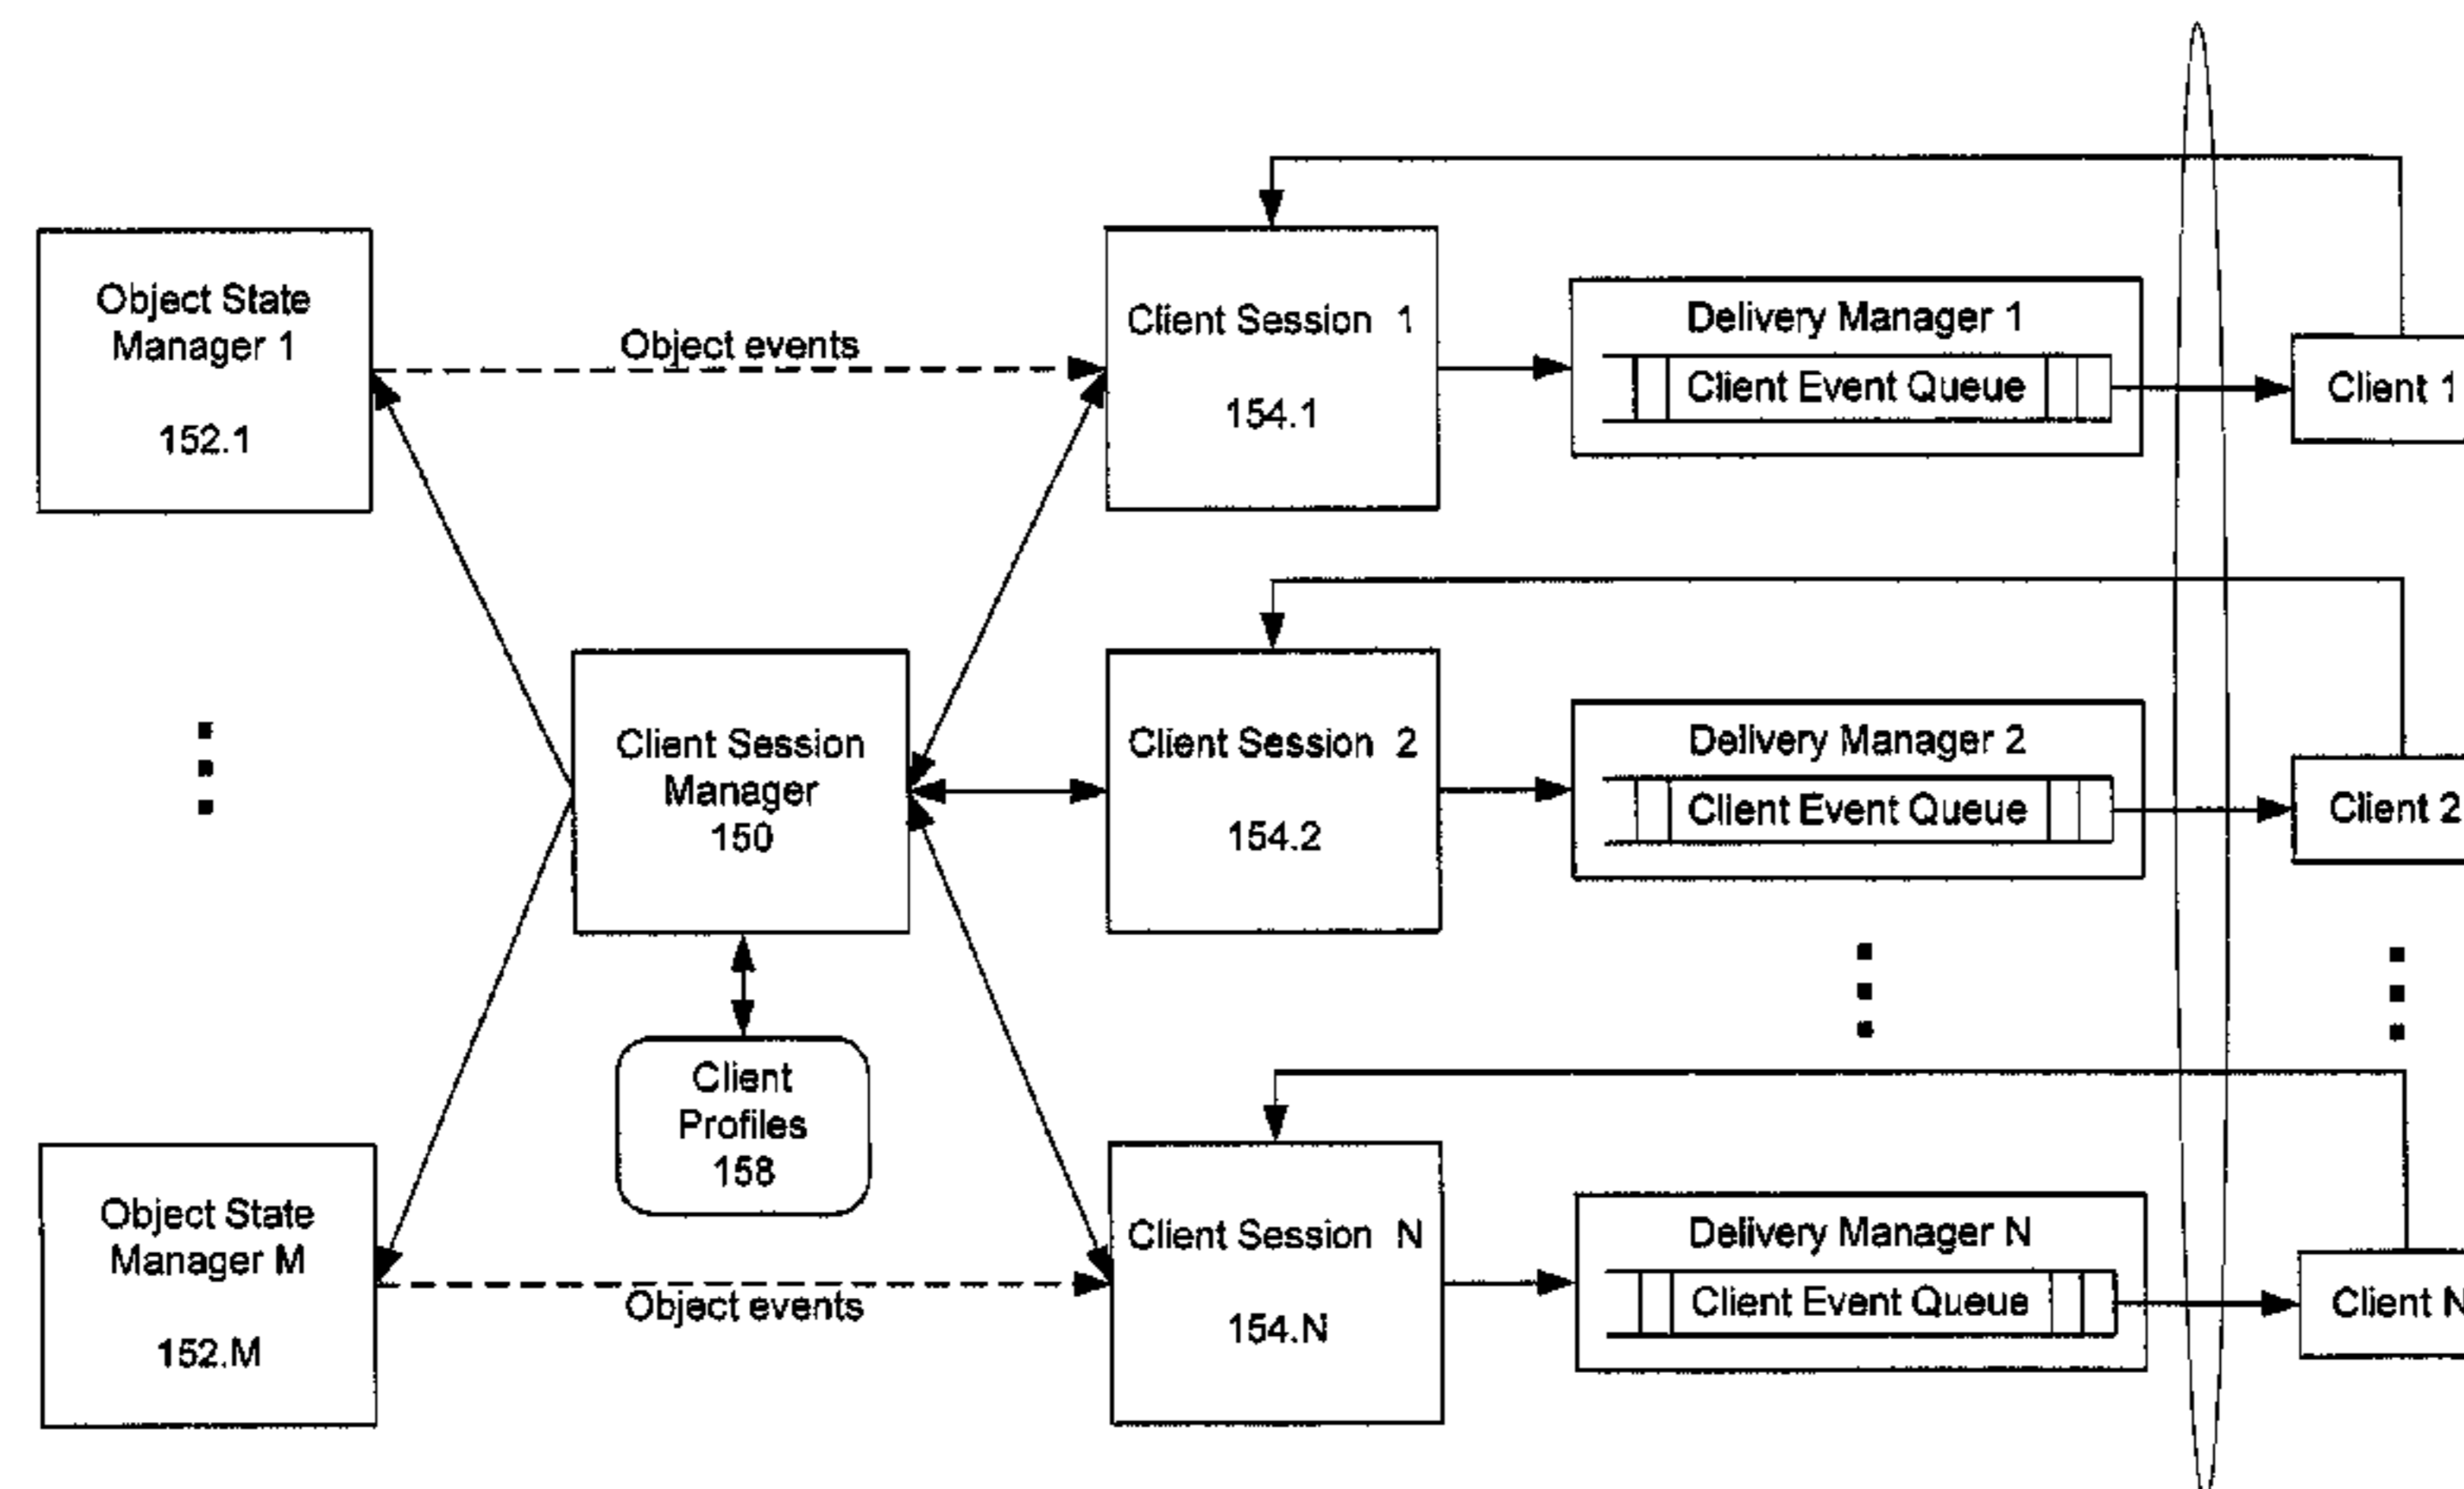 Object State
Manager 1
152.1
Object events
Client Session 1
154.1
Delivery Manager 1
Client Event Queue
Client 1
Client Session
Manager
150
Client Session 2
154.2
Delivery Manager 2
Client Event Queue
Client 2
Client
Profiles
158
Object State
Manager M
152.M
Object events
Client Session N
154.N
Delivery Manager N
Client Event Queue
Client N